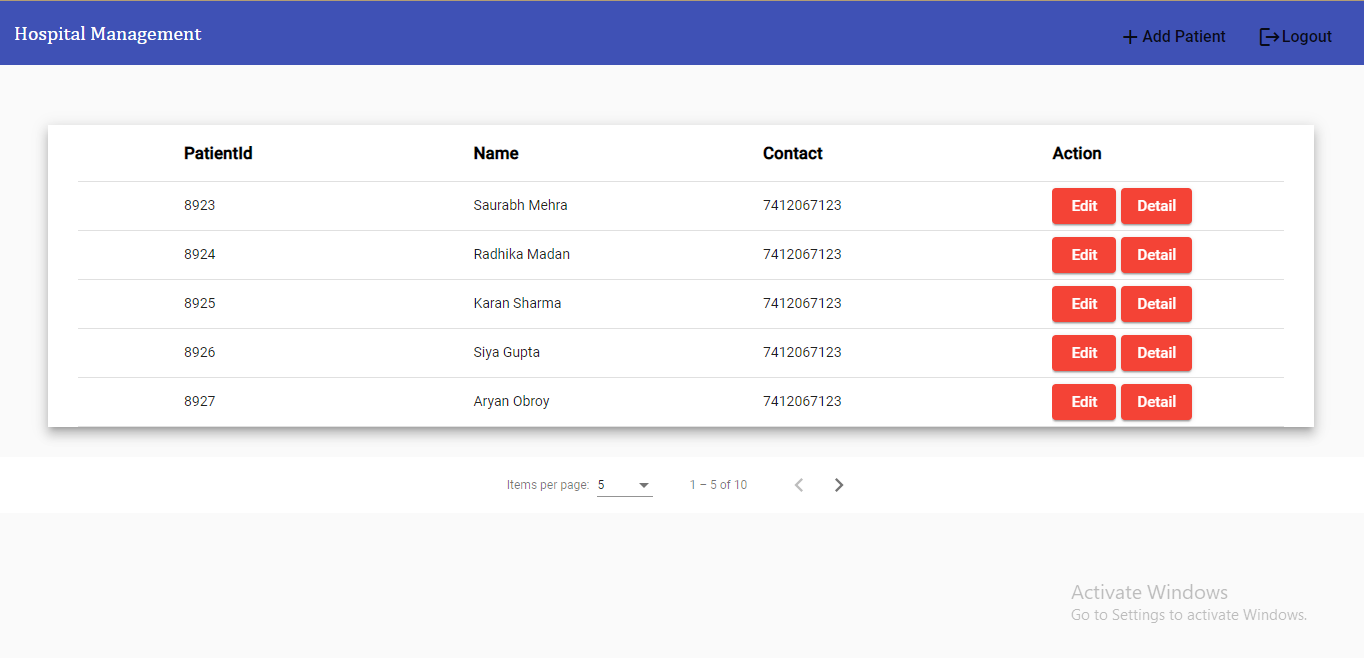 Hospital Management
Add Patient Logout
PatientId Name Contact Action
8923 Saurabh Mehra 7412067123 Edit Detail
8924 Radhika Madan 7412067123 Edit Detail
8925 Karan Sharma 7412067123 Edit Detail
8926 Siya Gupta 7412067123 Edit Detail
8927 Aryan Obroy 7412067123 Edit Detail
Items per page: 5 1 – 5 of 10
Activate Windows
Go to Settings to activate Windows.